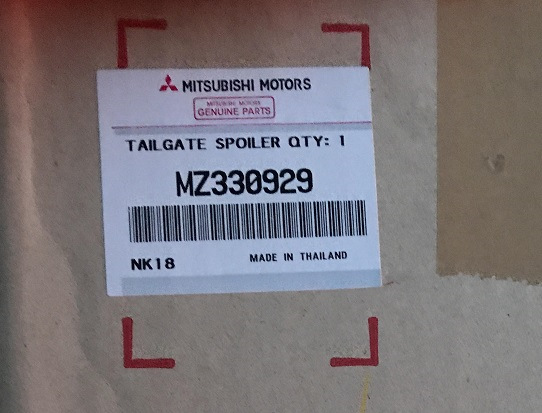 MITSUBISHI MOTORS
MITSUBISHI MOTORS
GENUINE PARTS
TAILGATE SPOILER QTY: 1
MZ330929
NK18
MADE IN THAILAND